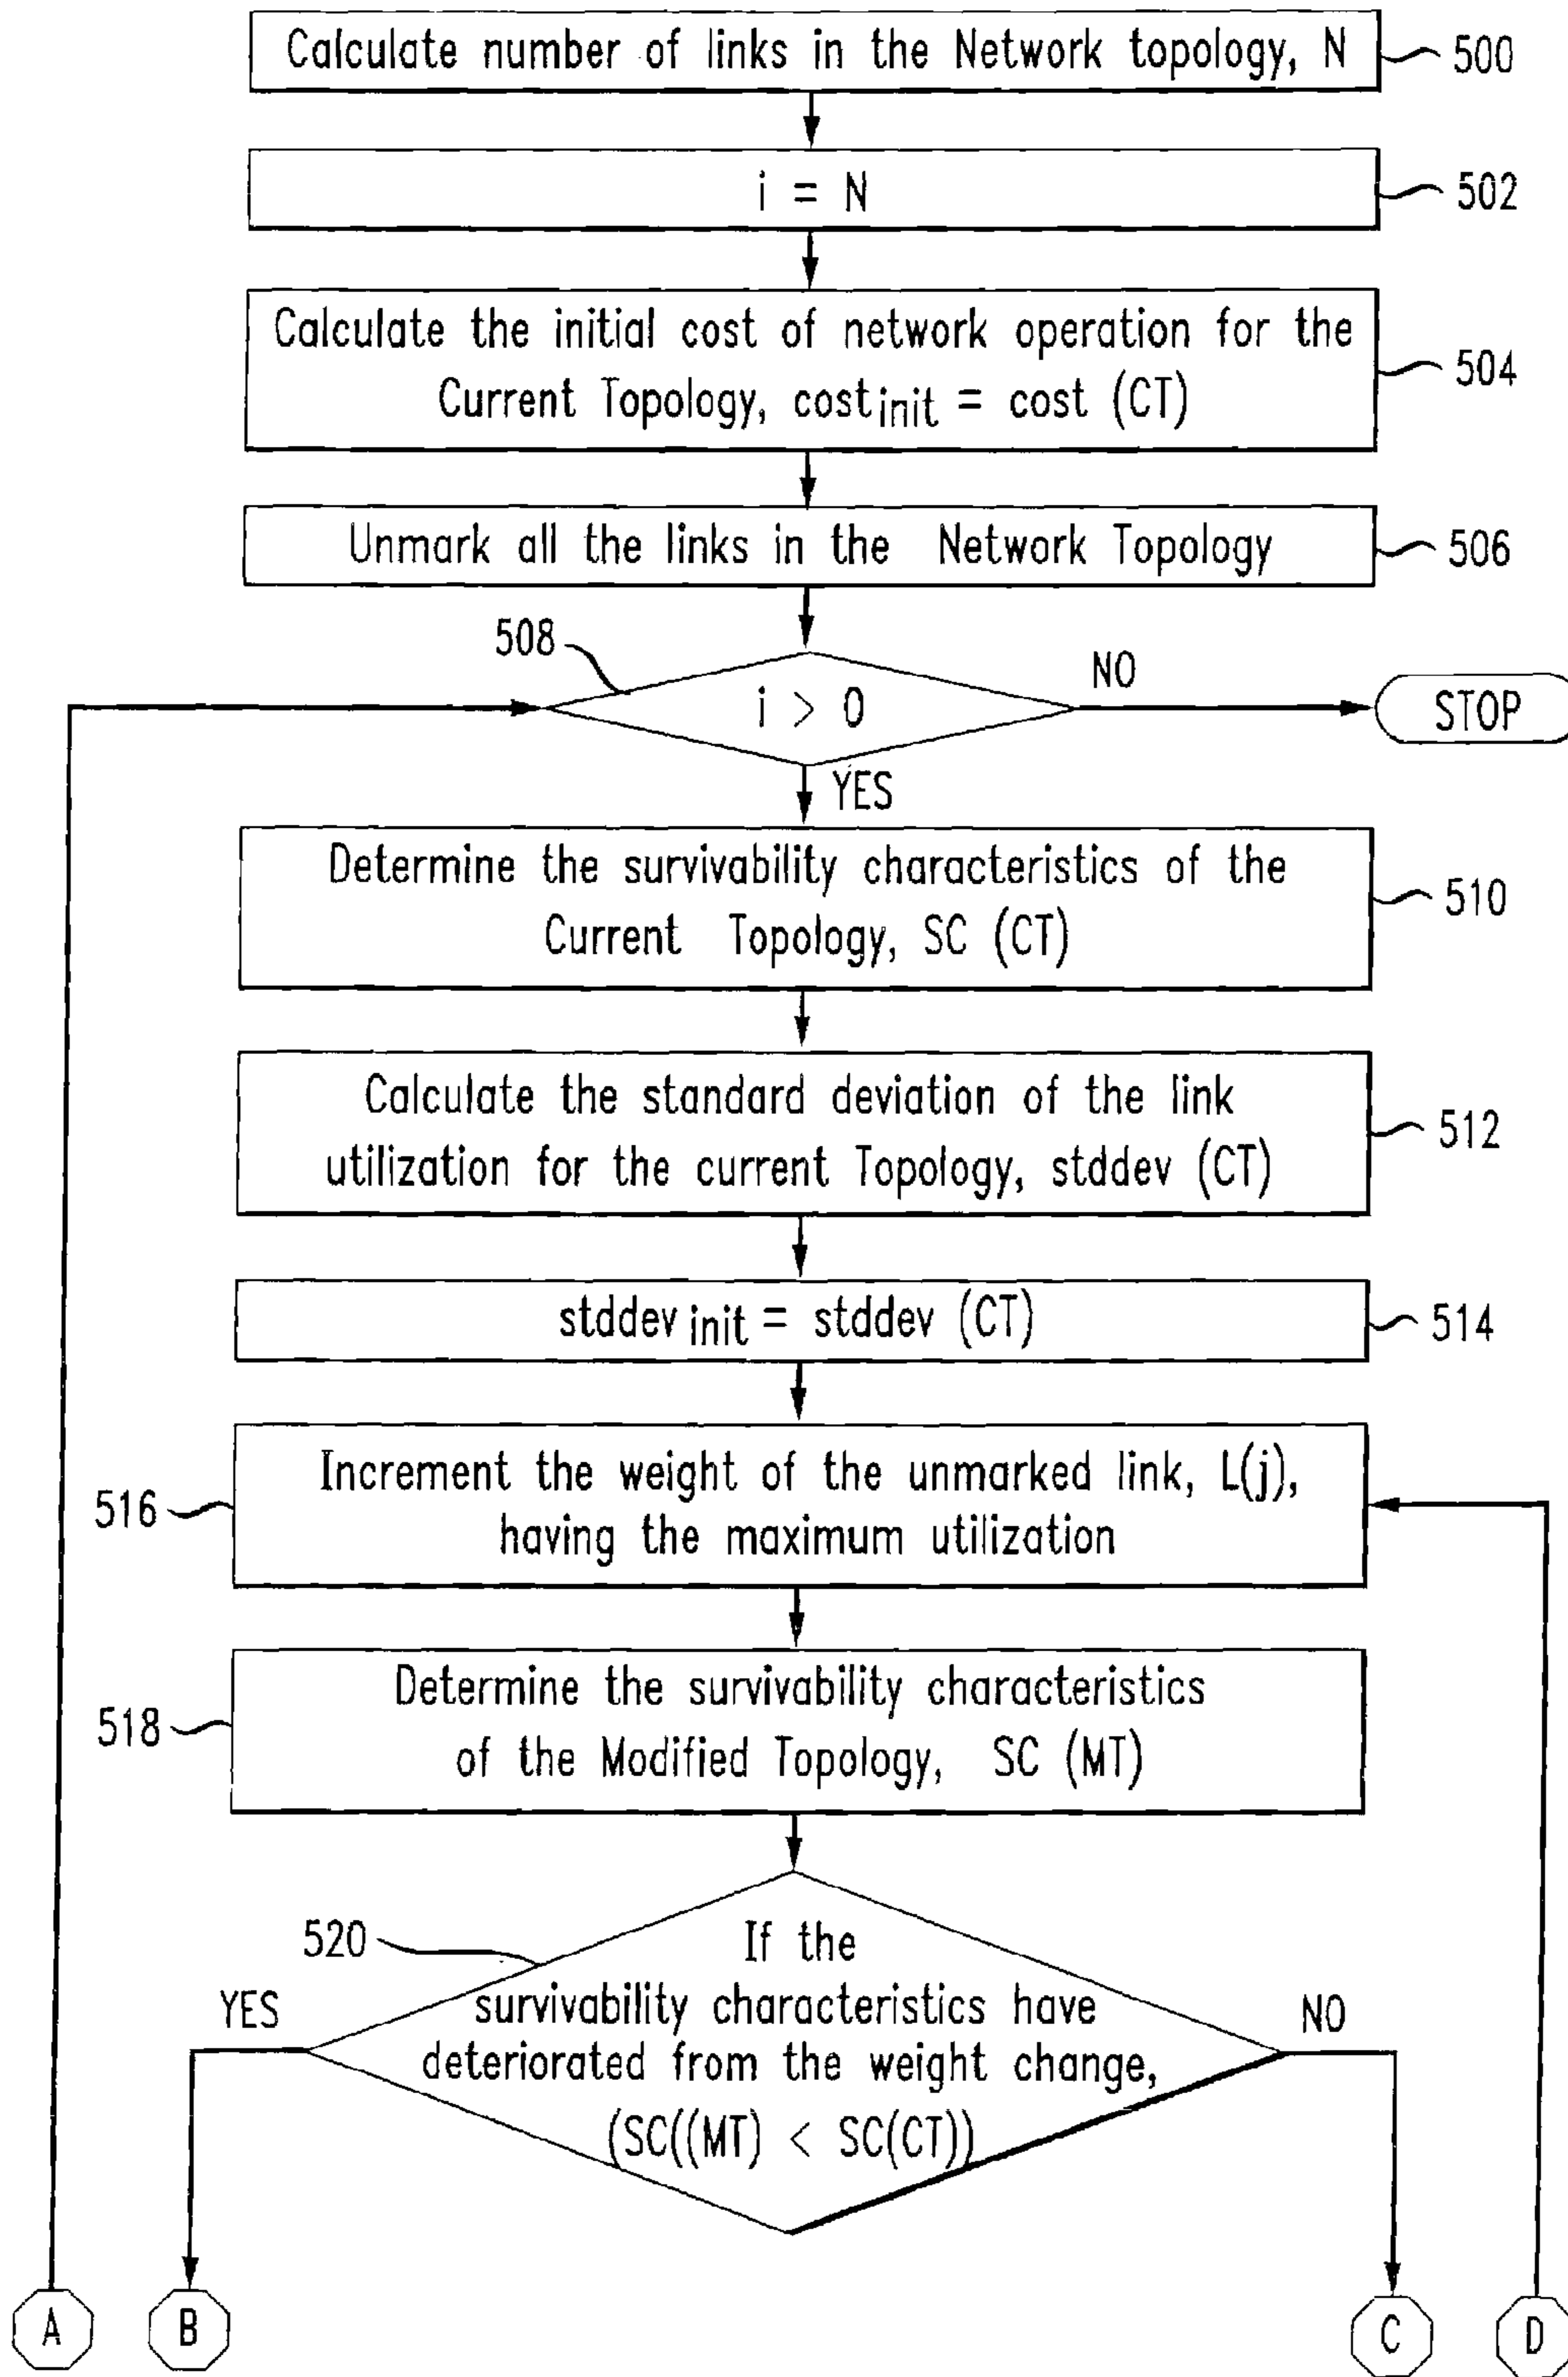 Calculate number of links in the Network topology, N
500
i = N
502
Calculate the initial cost of network operation for the
Current Topology, costinit = cost (CT)
504
Unmark all the links in the Network Topology
506
508
i > 0
NO
STOP
YES
Determine the survivability characteristics of the
Current Topology, SC (CT)
510
Calculate the standard deviation of the link
utilization for the current Topology, stddev (CT)
512
stddev init = stddev (CT)
514
Increment the weight of the unmarked link, L(j),
having the maximum utilization
516
Determine the survivability characteristics
of the Modified Topology, SC (MT)
518
520
If the
survivability characteristics have
deteriorated from the weight change,
(SC((MT) < SC(CT))
YES
NO
A
B
C
D